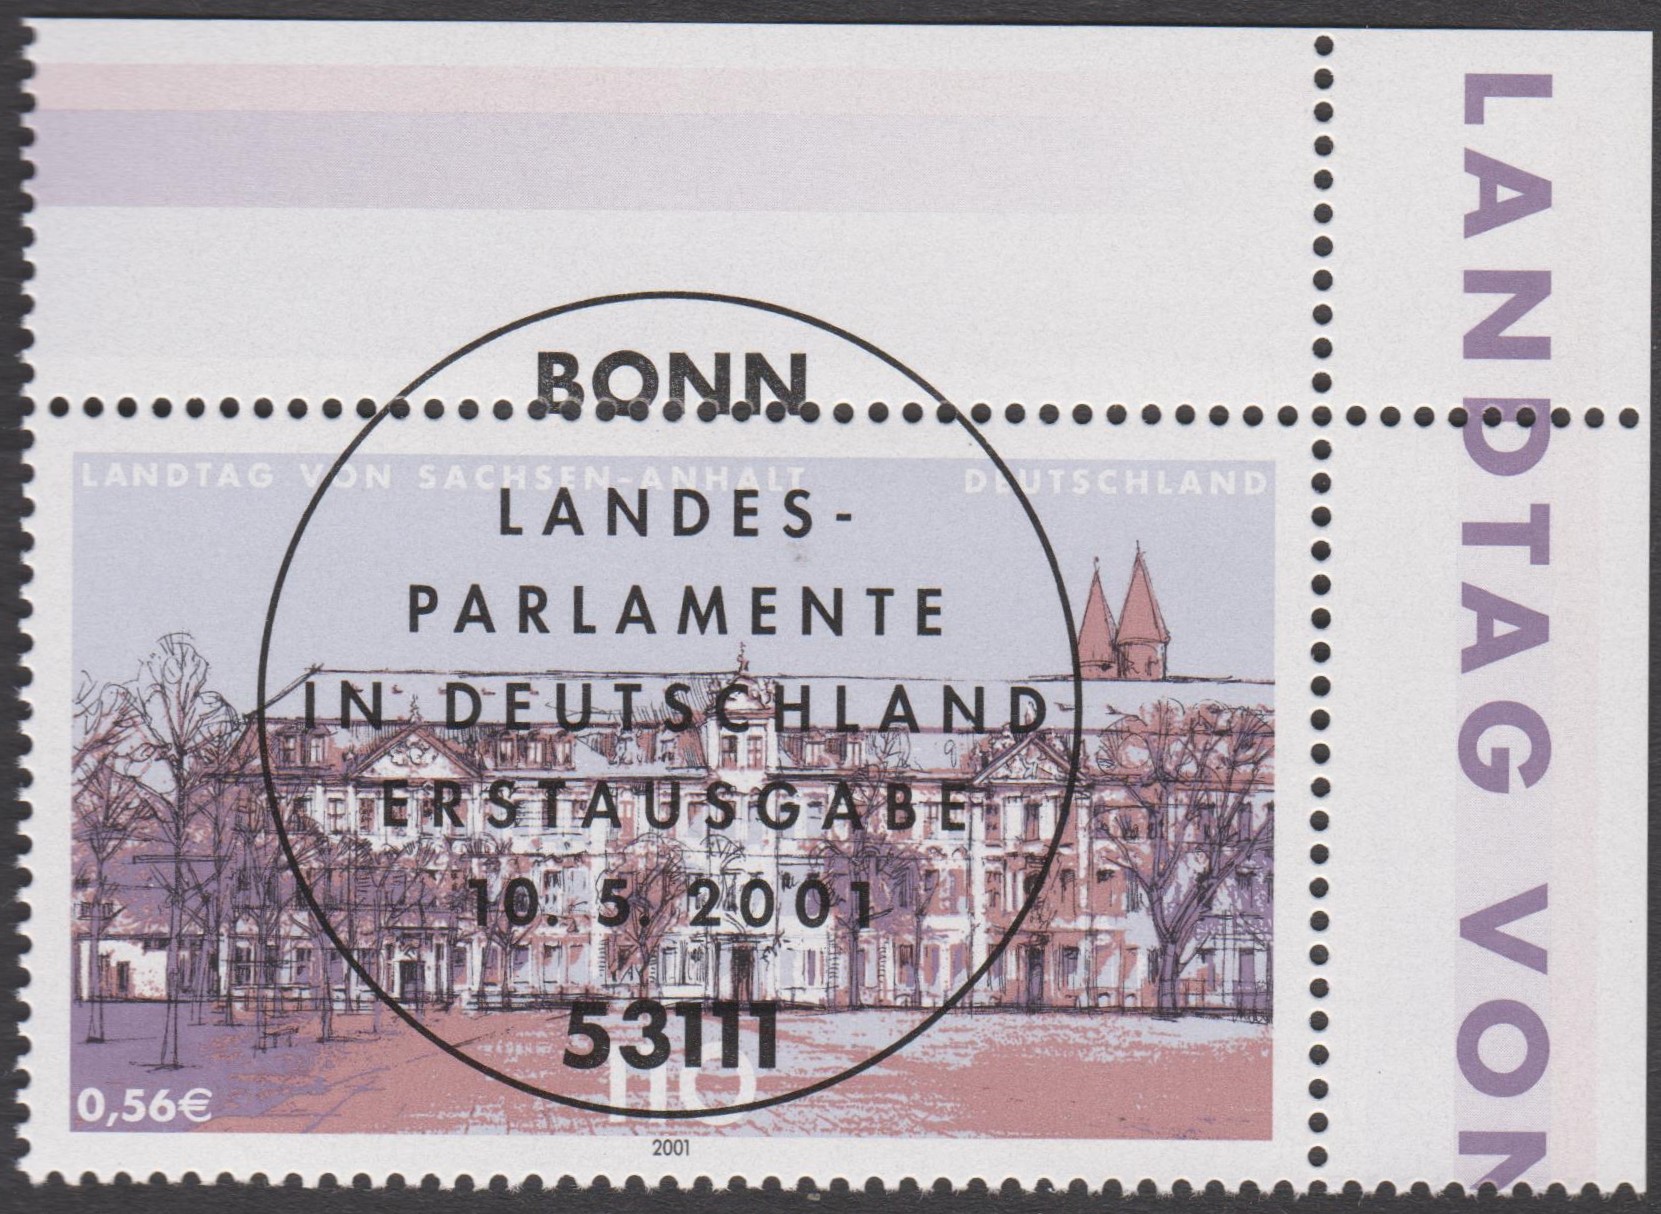 LANDTAG VON
BONN
LANDTAG VON SACHSEN-ANHALT DEUTSCHLAND
LANDES-
PARLAMENTE
IN DEUTSCHLAND
ERSTAUSGABE
10. 5. 2001
53111
110
0,56€
2001